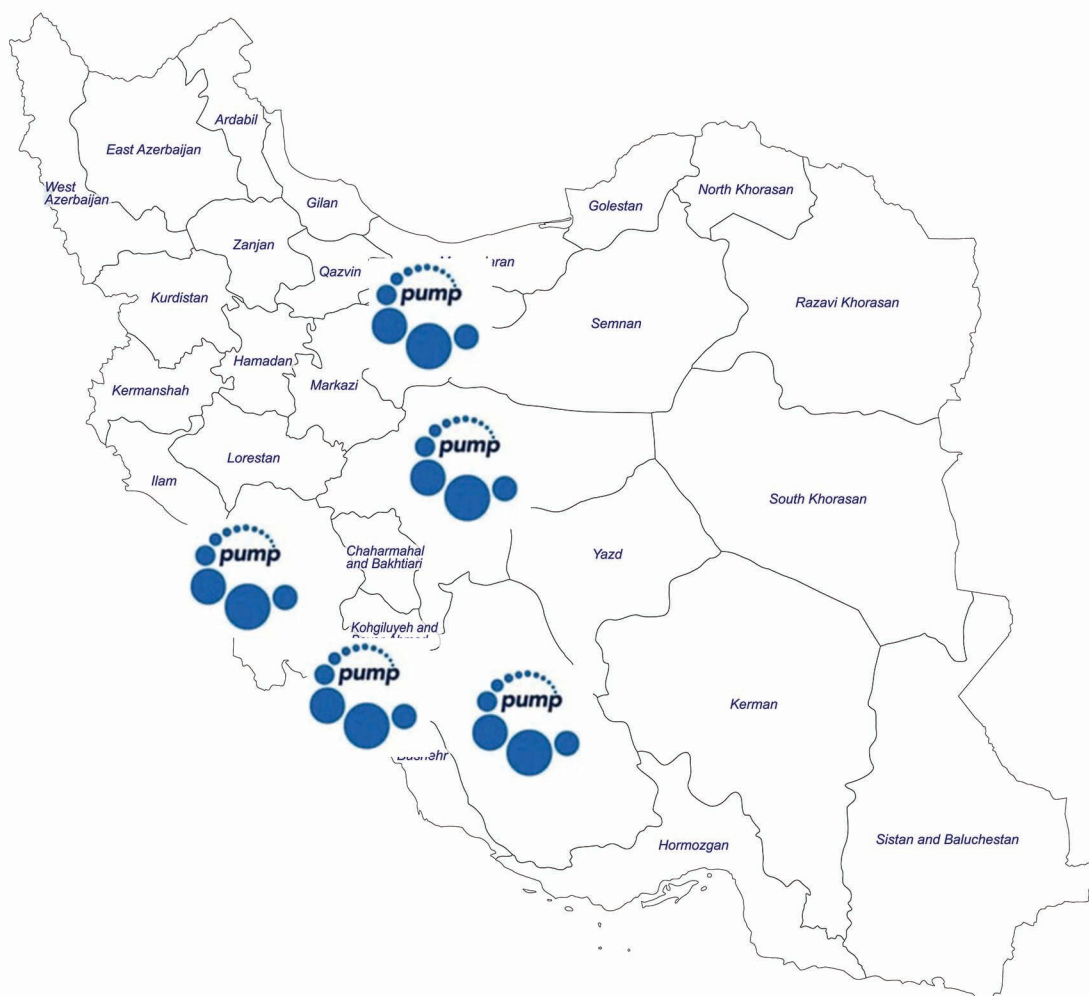 Ardabil
East Azerbaijan
West
Azerbaijan
Gilan
Golestan
North Khorasan
Zanjan
Qazvin
Kurdistan
pump
Semnan
Razavi Khorasan
Hamadan
Kermanshah
Markazi
pump
Lorestan
Ilam
South Khorasan
pump
Chaharmahal
and Bakhtiari
Yazd
Kohgiluyeh and
pump
pump
Kerman
Hormozgan
Sistan and Baluchestan